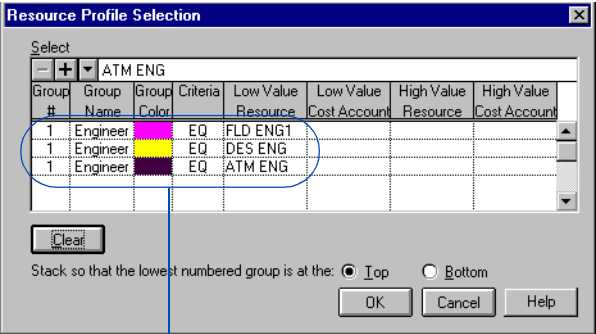 Resource Profile Selection
Select
ATM ENG
Group # Group Name Group Color Criteria Low Value Resource Low Value Cost Account High Value Resource High Value Cost Account
1 Engineer EQ FLD ENG1
1 Engineer EQ DES ENG
1 Engineer EQ ATM ENG
Clear
Stack so that the lowest numbered group is at the: Top Bottom
OK Cancel Help